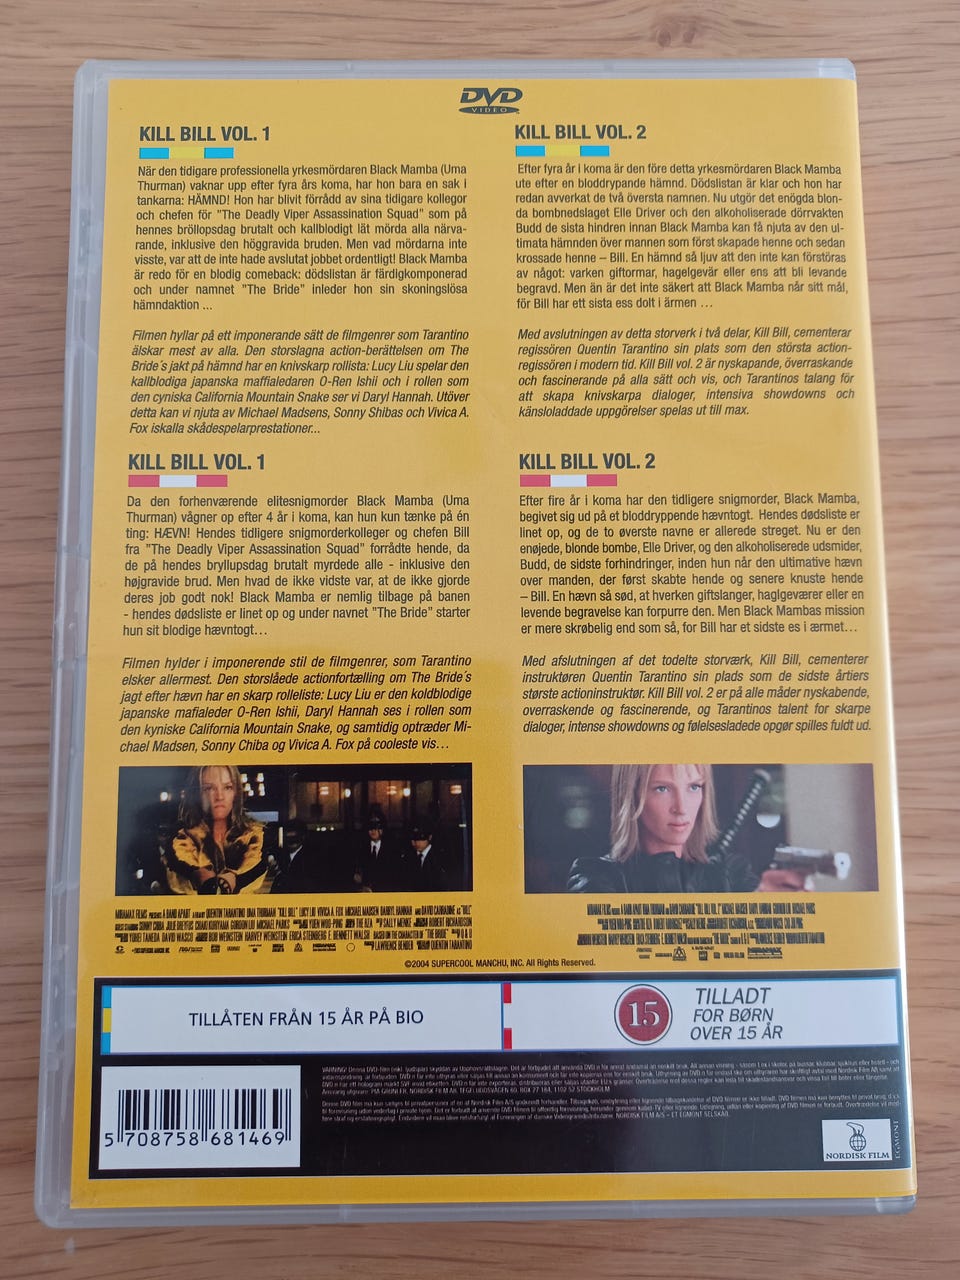 DVD
VIDEO
KILL BILL VOL. 1
När den tidigare professionella yrkesmördaren Black Mamba (Uma
Thurman) vaknar upp efter fyra års koma, har hon bara en sak i
tankarna: HÄMND! Hon har blivit förrådd av sina tidigare kollegor
och chefen för "The Deadly Viper Assassination Squad" som på
hennes bröllopsdag brutalt och kallblodigt lät mörda alla närva-
rande, inklusive den höggravida bruden. Men vad mördarna inte
visste, var att de inte hade avslutat jobbet ordentligt! Black Mamba
är redo för en blodig comeback: dödslistan är färdigkomponerad
och under namnet "The Bride" inleder hon sin skoningslösa
hämndaktion ...
Filmen hyllar på ett imponerande sätt de filmgenrer som Tarantino
älskar mest av alla. Den storslagna action-berättelsen om The
Bride´s jakt på hämnd har en knivskarp rollista: Lucy Liu spelar den
kallblodiga japanska maffialedaren O-Ren Ishii och i rollen som
den cyniska California Mountain Snake ser vi Daryl Hannah. Utöver
detta kan vi njuta av Michael Madsens, Sonny Shibas och Vivica A.
Fox iskalla skådespelarprestationer...
KILL BILL VOL. 2
Efter fyra år i koma är den före detta yrkesmördaren Black Mamba
ute efter en bloddrypande hämnd. Dödslistan är klar och hon har
redan avverkat de två översta namnen. Nu utgör det enögda blon-
da bombnedslaget Elle Driver och den alkoholiserade dörrvakten
Budd de sista hindren innan Black Mamba kan få njuta av den ul-
timata hämnden över mannen som först skapade henne och sedan
krossade henne – Bill. En hämnd så ljuv att den inte kan förstöras
av något: varken giftormar, hagelgevär eller ens att bli levande
begravd. Men än är det inte säkert att Black Mamba når sitt mål,
för Bill har ett sista ess dolt i ärmen ...
Med avslutningen av detta storverk i två delar, Kill Bill, cementerar
regissören Quentin Tarantino sin plats som den största action-
regissören i modern tid. Kill Bill vol. 2 är nyskapande, överraskande
och fascinerande på alla sätt och vis, och Tarantinos talang för
att skapa knivskarpa dialoger, intensiva showdowns och
känsloladdade uppgörelser spelas ut till max.
KILL BILL VOL. 1
Da den forhenværende elitesnigmorder Black Mamba (Uma
Thurman) vågner op efter 4 år i koma, kan hun kun tænke på én
ting: HÆVN! Hendes tidligere snigmorderkolleger og chefen Bill
fra "The Deadly Viper Assassination Squad" forrådte hende, da
de på hendes bryllupsdag brutalt myrdede alle - inklusive den
højgravide brud. Men hvad de ikke vidste var, at de ikke gjorde
deres job godt nok! Black Mamba er nemlig tilbage på banen
- hendes dødsliste er linet op og under navnet "The Bride" starter
hun sit blodige hævntogt...
Filmen hylder i imponerende stil de filmgenrer, som Tarantino
elsker allermest. Den storslåede actionfortælling om The Bride´s
jagt efter hævn har en skarp rolleliste: Lucy Liu er den koldblodige
japanske mafialeder O-Ren Ishii, Daryl Hannah ses i rollen som
den kyniske California Mountain Snake, og samtidig optræder Mi-
chael Madsen, Sonny Chiba og Vivica A. Fox på cooleste vis...
KILL BILL VOL. 2
Efter fire år i koma har den tidligere snigmorder, Black Mamba,
begivet sig ud på et bloddryppende hævntogt. Hendes dødsliste er
linet op, og de to øverste navne er allerede streget. Nu er den
enøjede, blonde bombe, Elle Driver, og den alkoholiserede udsmider,
Budd, de sidste forhindringer, inden hun når den ultimative hævn
over manden, der først skabte hende og senere knuste hende
– Bill. En hævn så sød, at hverken giftslanger, haglgeværer eller en
levende begravelse kan forpurre den. Men Black Mambas mission
er mere skrøbelig end som så, for Bill har et sidste es i ærmet...
Med afslutningen af det todelte storværk, Kill Bill, cementerer
instruktøren Quentin Tarantino sin plads som de sidste årtiers
største actioninstruktør. Kill Bill vol. 2 er på alle måder nyskabende,
overraskende og fascinerende, og Tarantinos talent for skarpe
dialoger, intense showdowns og følelsesladede opgør spilles fuldt ud.
©2004 SUPERCOOL MANCHU, INC. All Rights Reserved.
TILLÅTEN FRÅN 15 ÅR PÅ BIO
15
TILLADT
FOR BØRN
OVER 15 ÅR
5 708758 681469
NORDISK FILM
EGMONT